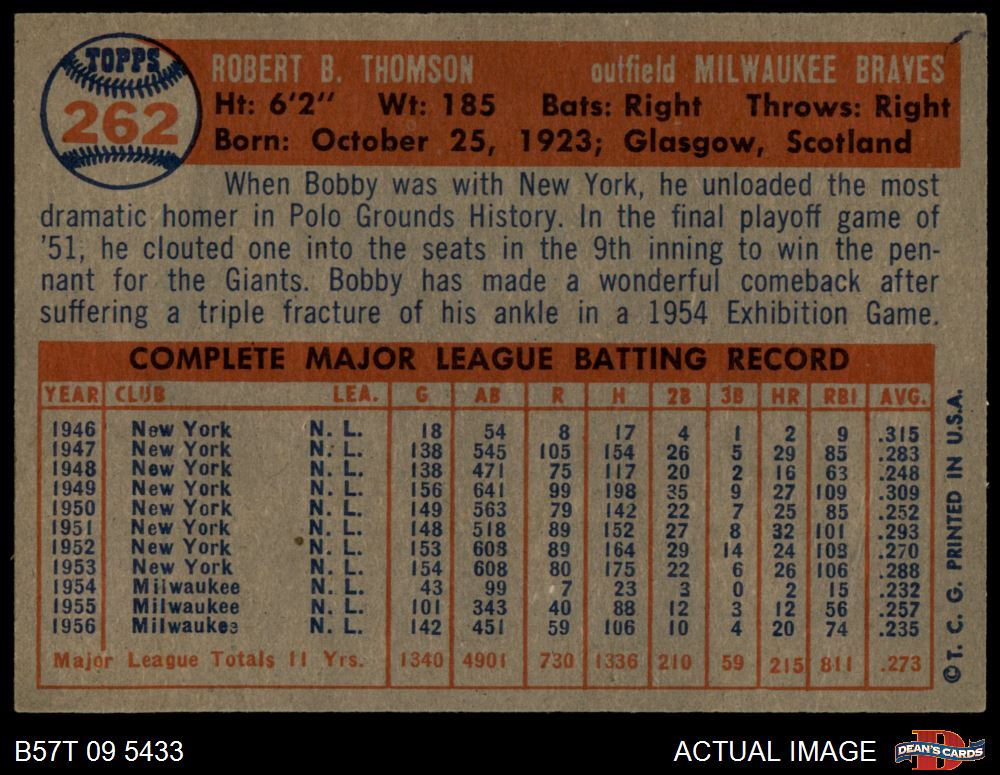 TOPPS
262
ROBERT B. THOMSON outfield MILWAUKEE BRAVES
Ht: 6'2" Wt: 185 Bats: Right Throws: Right
Born: October 25, 1923; Glasgow, Scotland
When Bobby was with New York, he unloaded the most
dramatic homer in Polo Grounds History. In the final playoff game of
'51, he clouted one into the seats in the 9th inning to win the pen-
nant for the Giants. Bobby has made a wonderful comeback after
suffering a triple fracture of his ankle in a 1954 Exhibition Game.
COMPLETE MAJOR LEAGUE BATTING RECORD
YEAR CLUB LEA. G AB R H 2B 3B HR RBI AVG.
1946 New York N. L. 18 54 8 17 4 1 2 9 .315
1947 New York N. L. 138 545 105 154 26 5 29 85 .283
1948 New York N. L. 138 471 75 117 20 2 16 63 .248
1949 New York N. L. 156 641 99 198 35 9 27 109 .309
1950 New York N. L. 149 563 79 142 22 7 25 85 .252
1951 New York N. L. 148 518 89 152 27 8 32 101 .293
1952 New York N. L. 153 608 89 164 29 14 24 108 .270
1953 New York N. L. 154 608 80 175 22 6 26 106 .288
1954 Milwaukee N. L. 43 99 7 23 3 0 2 15 .232
1955 Milwaukee N. L. 101 343 40 88 12 3 12 56 .257
1956 Milwaukee N. L. 142 451 59 106 10 4 20 74 .235
Major League Totals 11 Yrs. 1340 4901 730 1336 210 59 215 811 .273
©T. C. G. PRINTED IN U.S.A.
B57T 09 5433 ACTUAL IMAGE DEAN'S CARDS